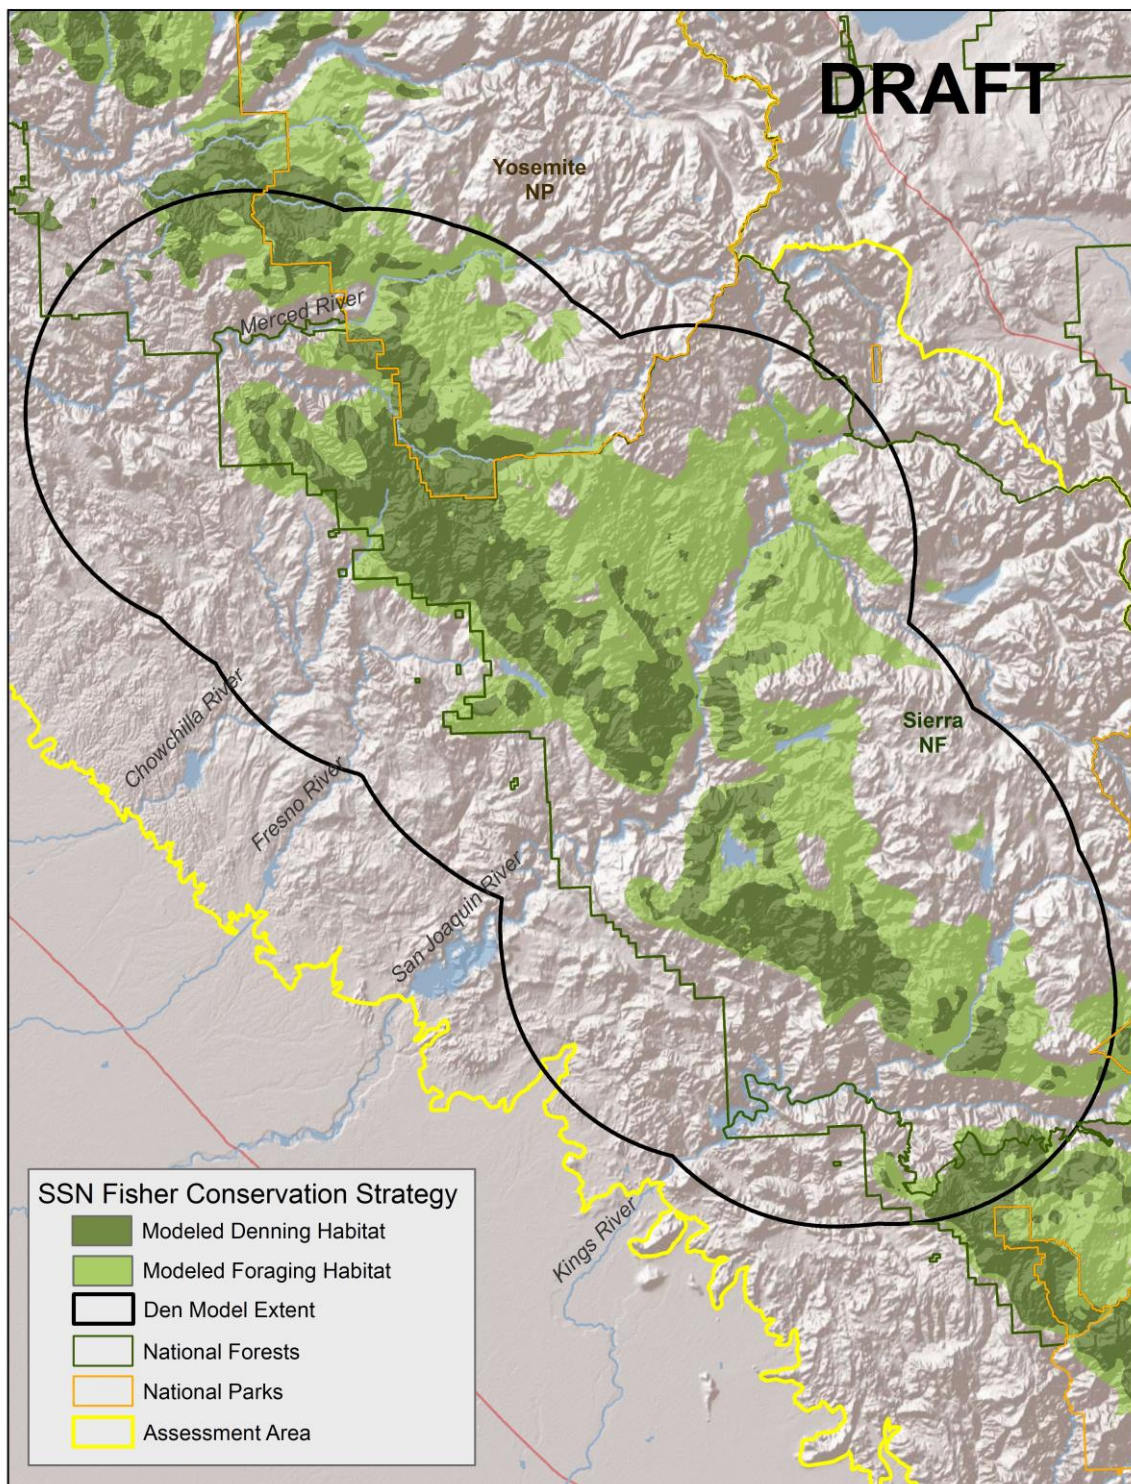 DRAFT
Yosemite
NP
Merced River
Sierra
NF
Chowchilla River
Fresno River
San Joaquin River
Kings River
SSN Fisher Conservation Strategy
Modeled Denning Habitat
Modeled Foraging Habitat
Den Model Extent
National Forests
National Parks
Assessment Area